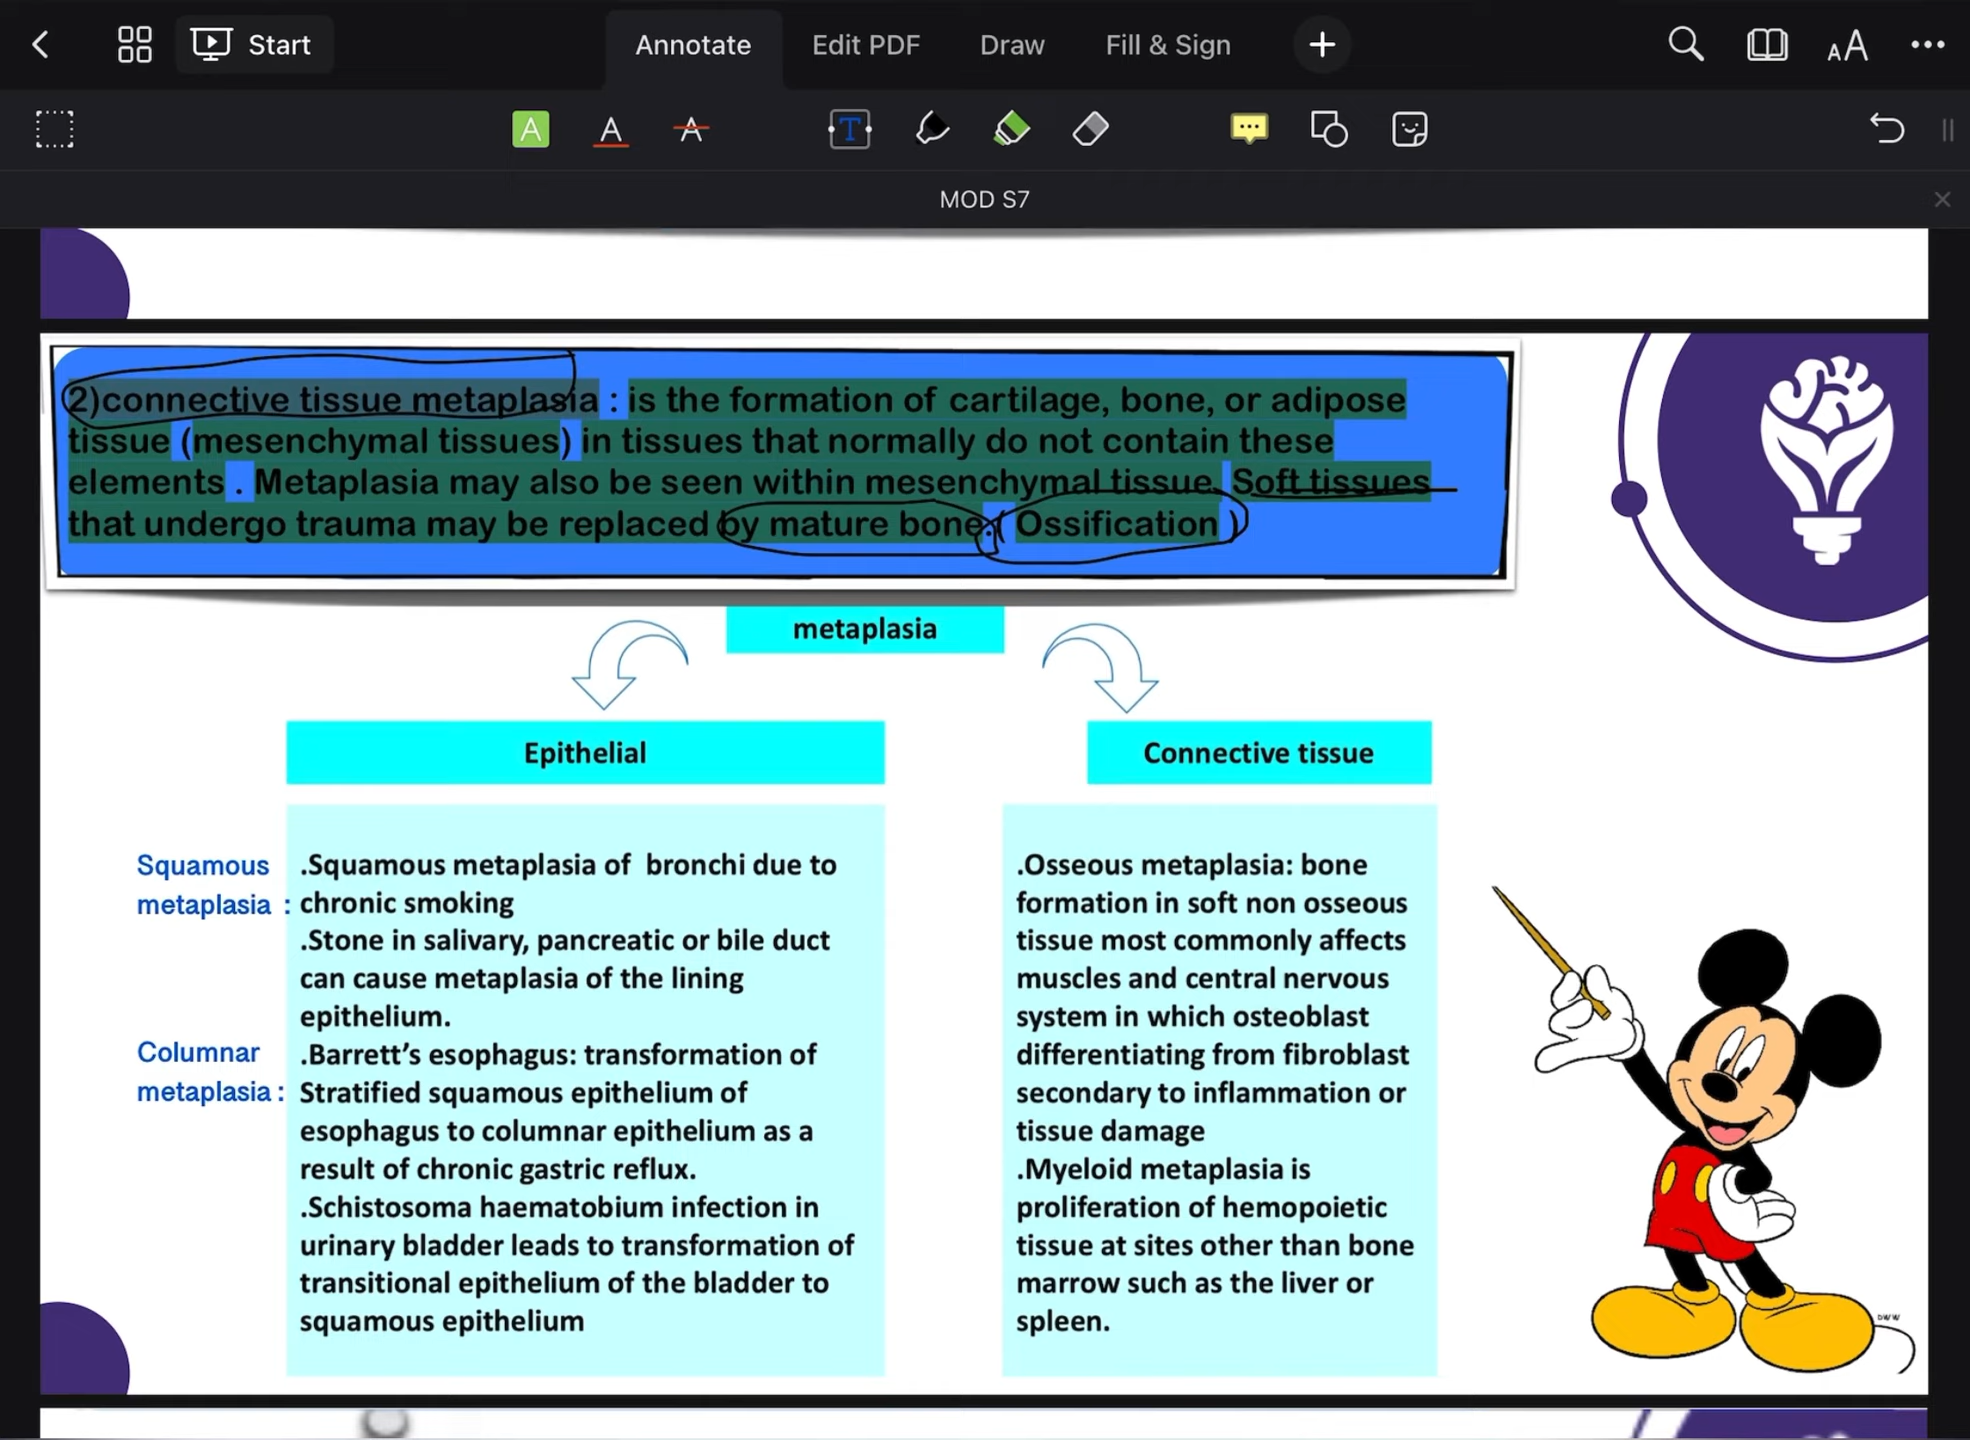 Start
Annotate
Edit PDF
Draw
Fill & Sign
AA
A
A
A
T
MOD S7
2)connective tissue metaplasia : is the formation of cartilage, bone, or adipose
tissue (mesenchymal tissues) in tissues that normally do not contain these
elements . Metaplasia may also be seen within mesenchymal tissue. Soft tissues
that undergo trauma may be replaced by mature bone.( Ossification )
metaplasia
Epithelial
Squamous
metaplasia :
.Squamous metaplasia of bronchi due to
chronic smoking
.Stone in salivary, pancreatic or bile duct
can cause metaplasia of the lining
epithelium.
Columnar
metaplasia :
.Barrett’s esophagus: transformation of
Stratified squamous epithelium of
esophagus to columnar epithelium as a
result of chronic gastric reflux.
.Schistosoma haematobium infection in
urinary bladder leads to transformation of
transitional epithelium of the bladder to
squamous epithelium
Connective tissue
.Osseous metaplasia: bone
formation in soft non osseous
tissue most commonly affects
muscles and central nervous
system in which osteoblast
differentiating from fibroblast
secondary to inflammation or
tissue damage
.Myeloid metaplasia is
proliferation of hemopoietic
tissue at sites other than bone
marrow such as the liver or
spleen.
DWW